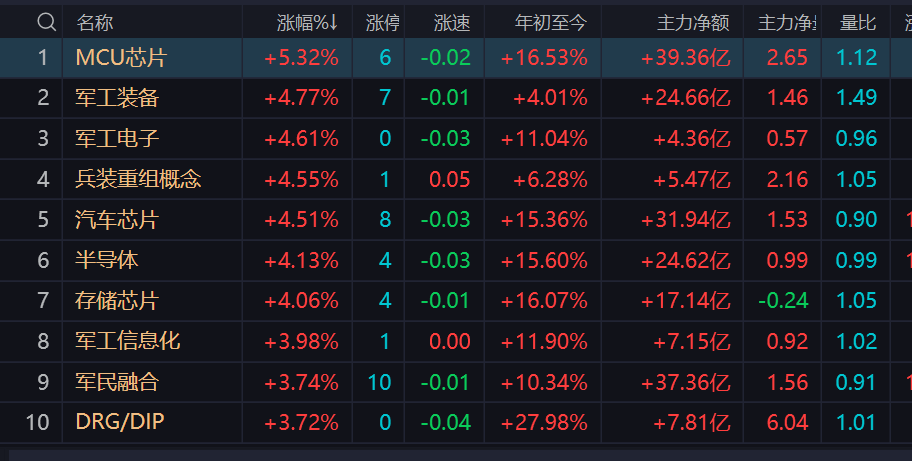 名称 涨幅%↓ 涨停 涨速 年初至今 主力净额 主力净 量比
1 MCU芯片 +5.32% 6 -0.02 +16.53% +39.36亿 2.65 1.12
2 军工装备 +4.77% 7 -0.01 +4.01% +24.66亿 1.46 1.49
3 军工电子 +4.61% 0 -0.03 +11.04% +4.36亿 0.57 0.96
4 兵装重组概念 +4.55% 1 0.05 +6.28% +5.47亿 2.16 1.05
5 汽车芯片 +4.51% 8 -0.03 +15.36% +31.94亿 1.53 0.90
6 半导体 +4.13% 4 -0.03 +15.60% +24.62亿 0.99 0.99
7 存储芯片 +4.06% 4 -0.01 +16.07% +17.14亿 -0.24 1.05
8 军工信息化 +3.98% 1 0.00 +11.90% +7.15亿 0.92 1.02
9 军民融合 +3.74% 10 -0.01 +10.34% +37.36亿 1.56 0.91
10 DRG/DIP +3.72% 0 -0.04 +27.98% +7.81亿 6.04 1.01